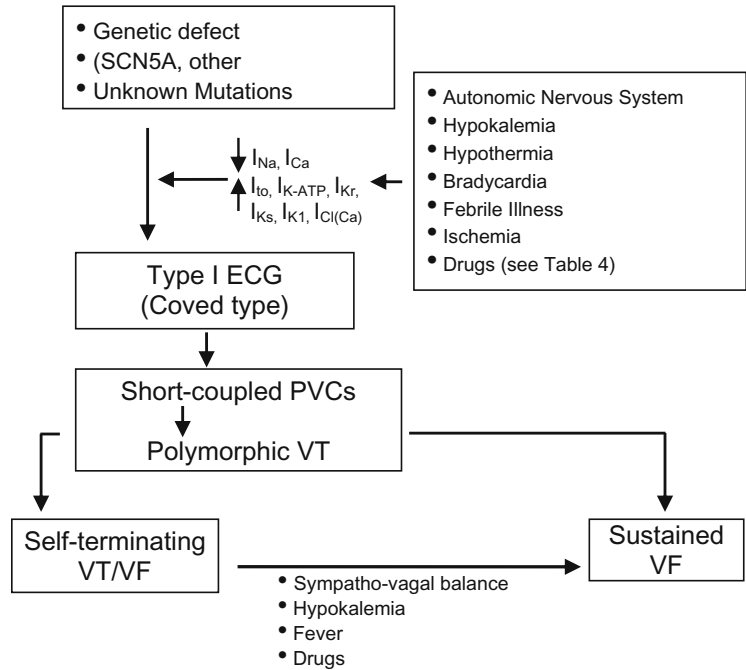 • Genetic defect
• (SCN5A, other
• Unknown Mutations
• Autonomic Nervous System
• Hypokalemia
• Hypothermia
• Bradycardia
• Febrile Illness
• Ischemia
• Drugs (see Table 4)
INa, ICa
Ito, IK-ATP, IKr,
IKs, IK1, ICl(Ca)
Type I ECG
(Coved type)
Short-coupled PVCs
Polymorphic VT
Self-terminating
VT/VF
Sustained
VF
• Sympatho-vagal balance
• Hypokalemia
• Fever
• Drugs